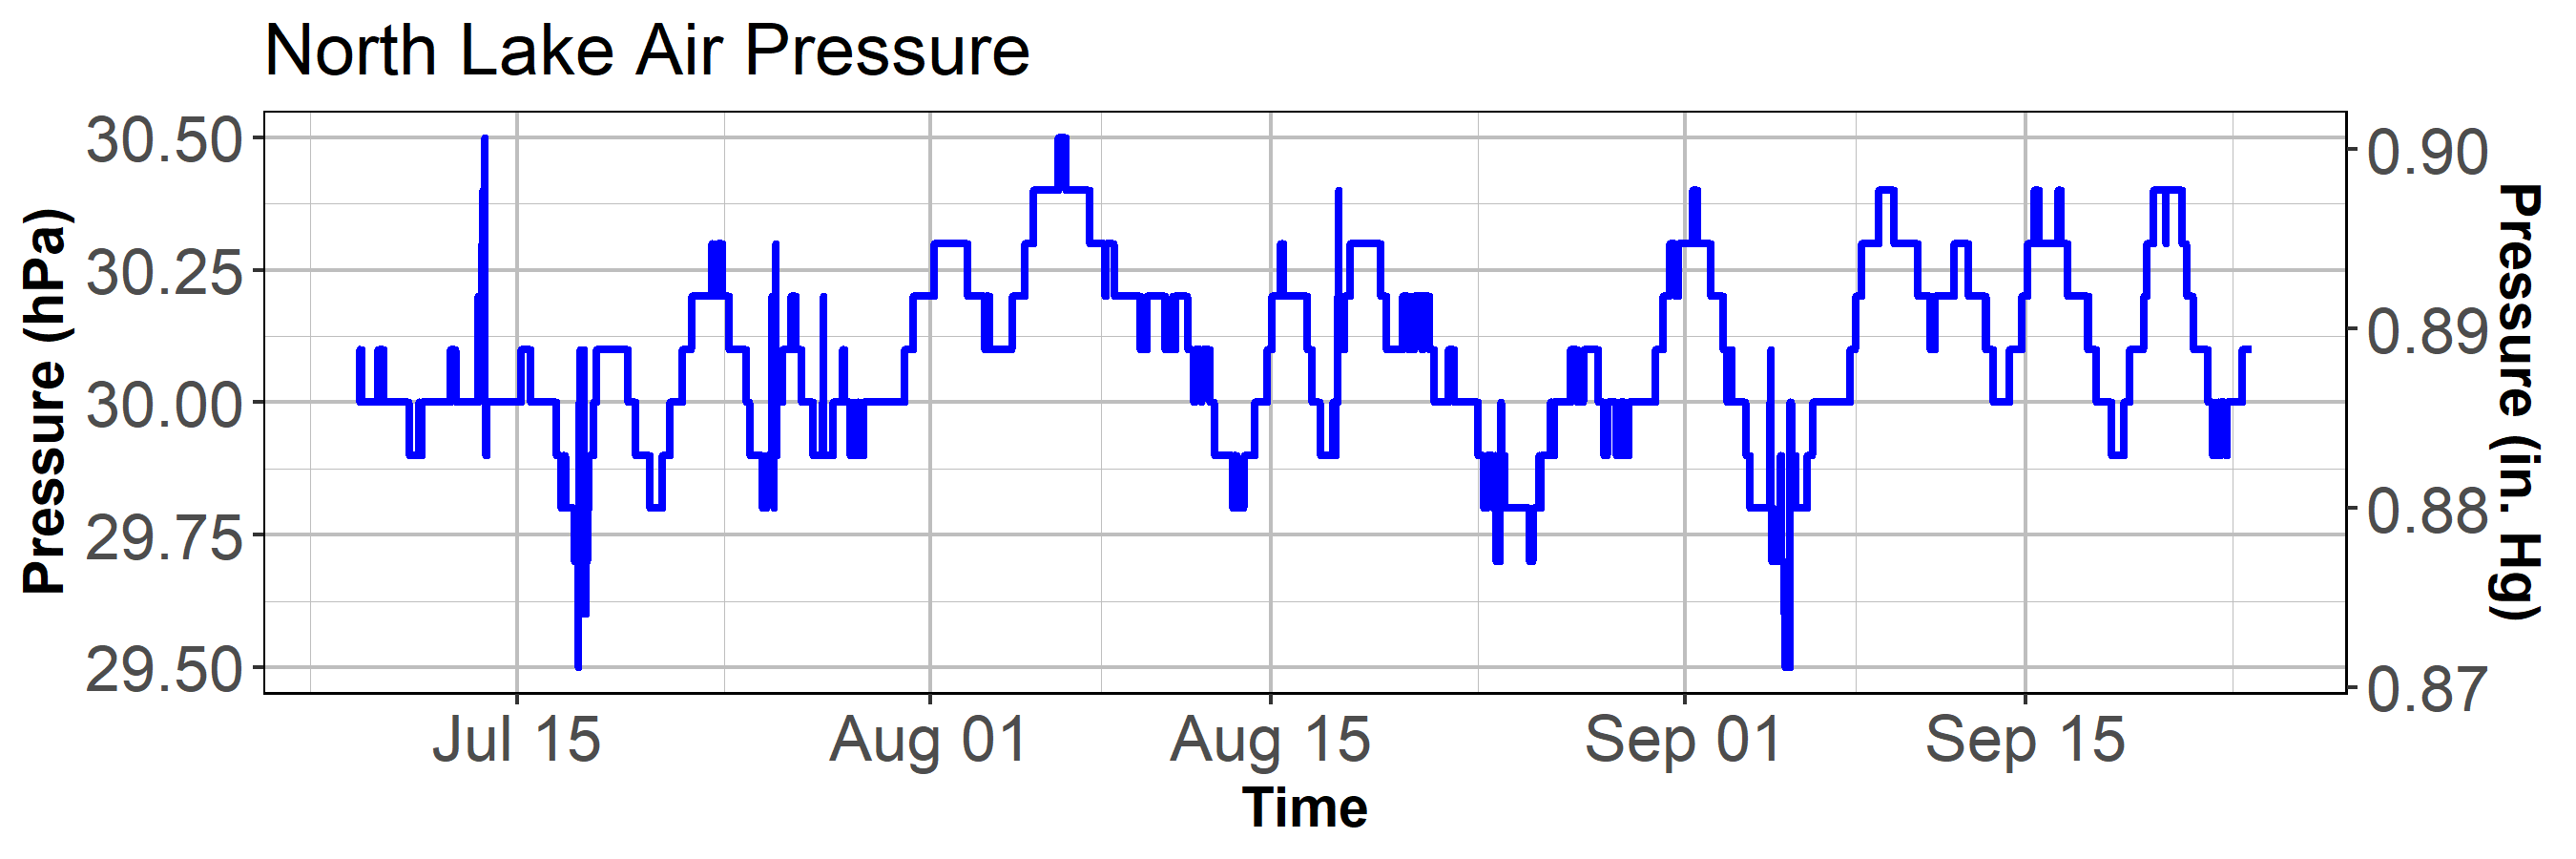 North Lake Air Pressure
30.50
30.25
30.00
29.75
29.50
Pressure (hPa)
0.90
0.89
0.88
0.87
Pressure (in. Hg)
Jul 15
Aug 01
Aug 15
Sep 01
Sep 15
Time